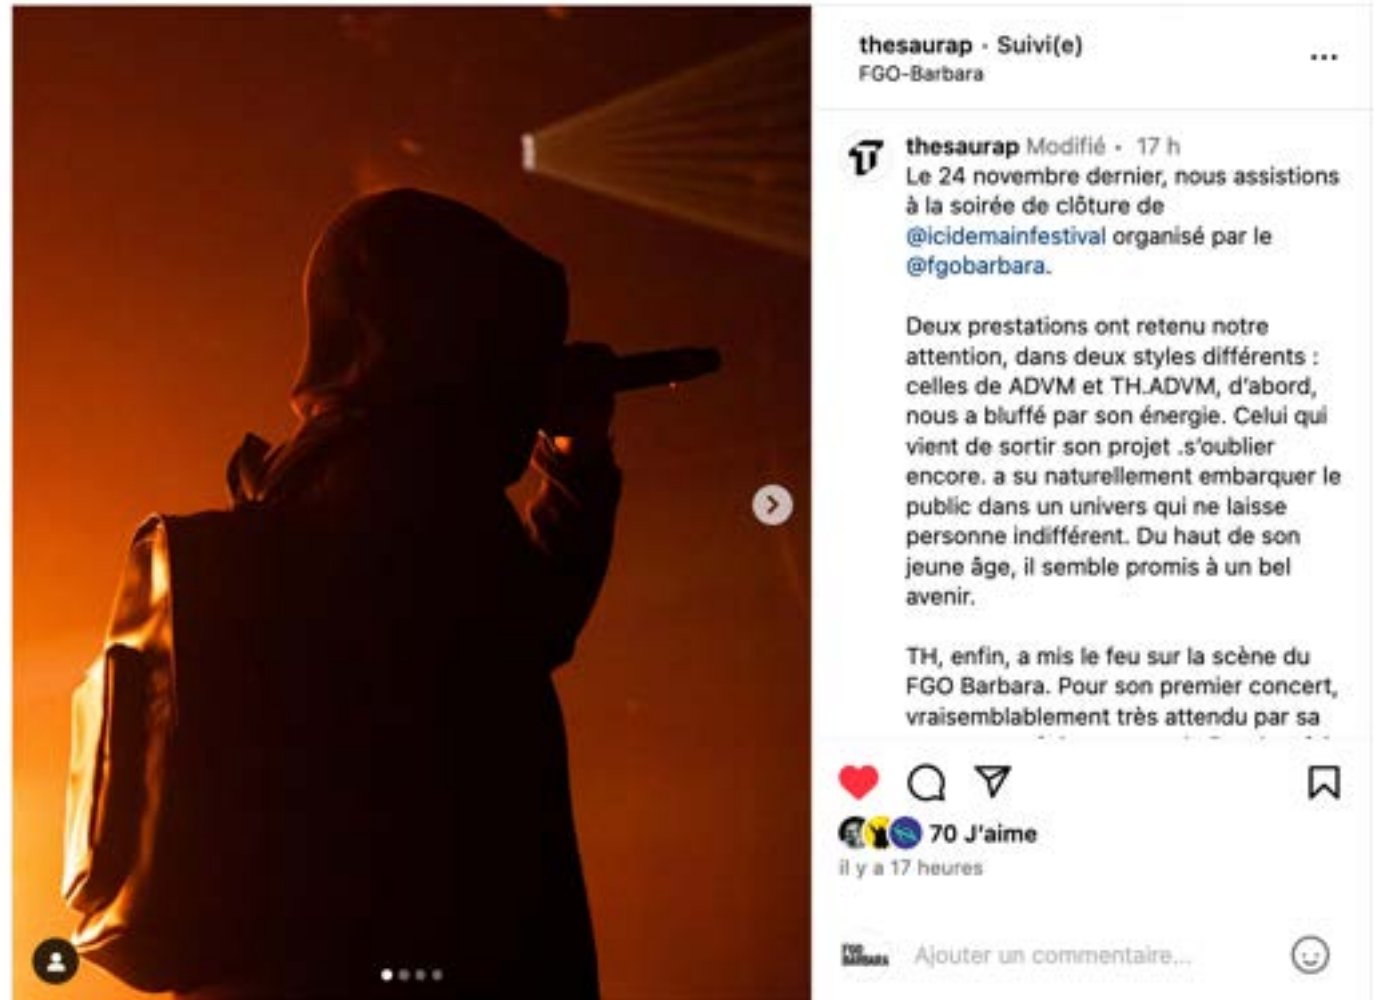 thesaurap · Suivi(e)
FGO-Barbara
thesaurap Modifié · 17 h
Le 24 novembre dernier, nous assistions
à la soirée de clôture de
@icidemainfestival organisé par le
@fgobarbara.
Deux prestations ont retenu notre
attention, dans deux styles différents :
celles de ADVM et TH.ADVM, d'abord,
nous a bluffé par son énergie. Celui qui
vient de sortir son projet .s'oublier
encore. a su naturellement embarquer le
public dans un univers qui ne laisse
personne indifférent. Du haut de son
jeune âge, il semble promis à un bel
avenir.
TH, enfin, a mis le feu sur la scène du
FGO Barbara. Pour son premier concert,
vraisemblablement très attendu par sa
70 J'aime
il y a 17 heures
FGO
BARBARA
Ajouter un commentaire...